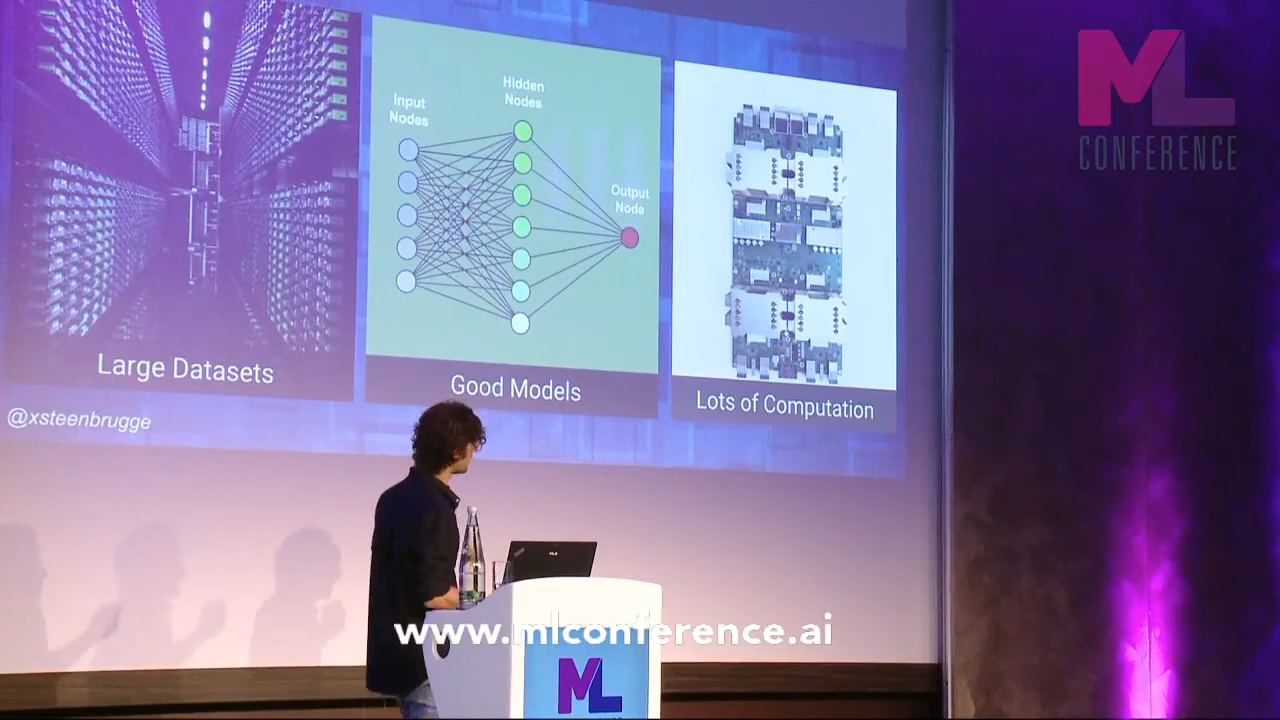 Input
Nodes
Hidden
Nodes
Output
Node
Large Datasets
Good Models
Lots of Computation
@xsteenbrugge
ML
CONFERENCE
www.mlconference.ai
ML